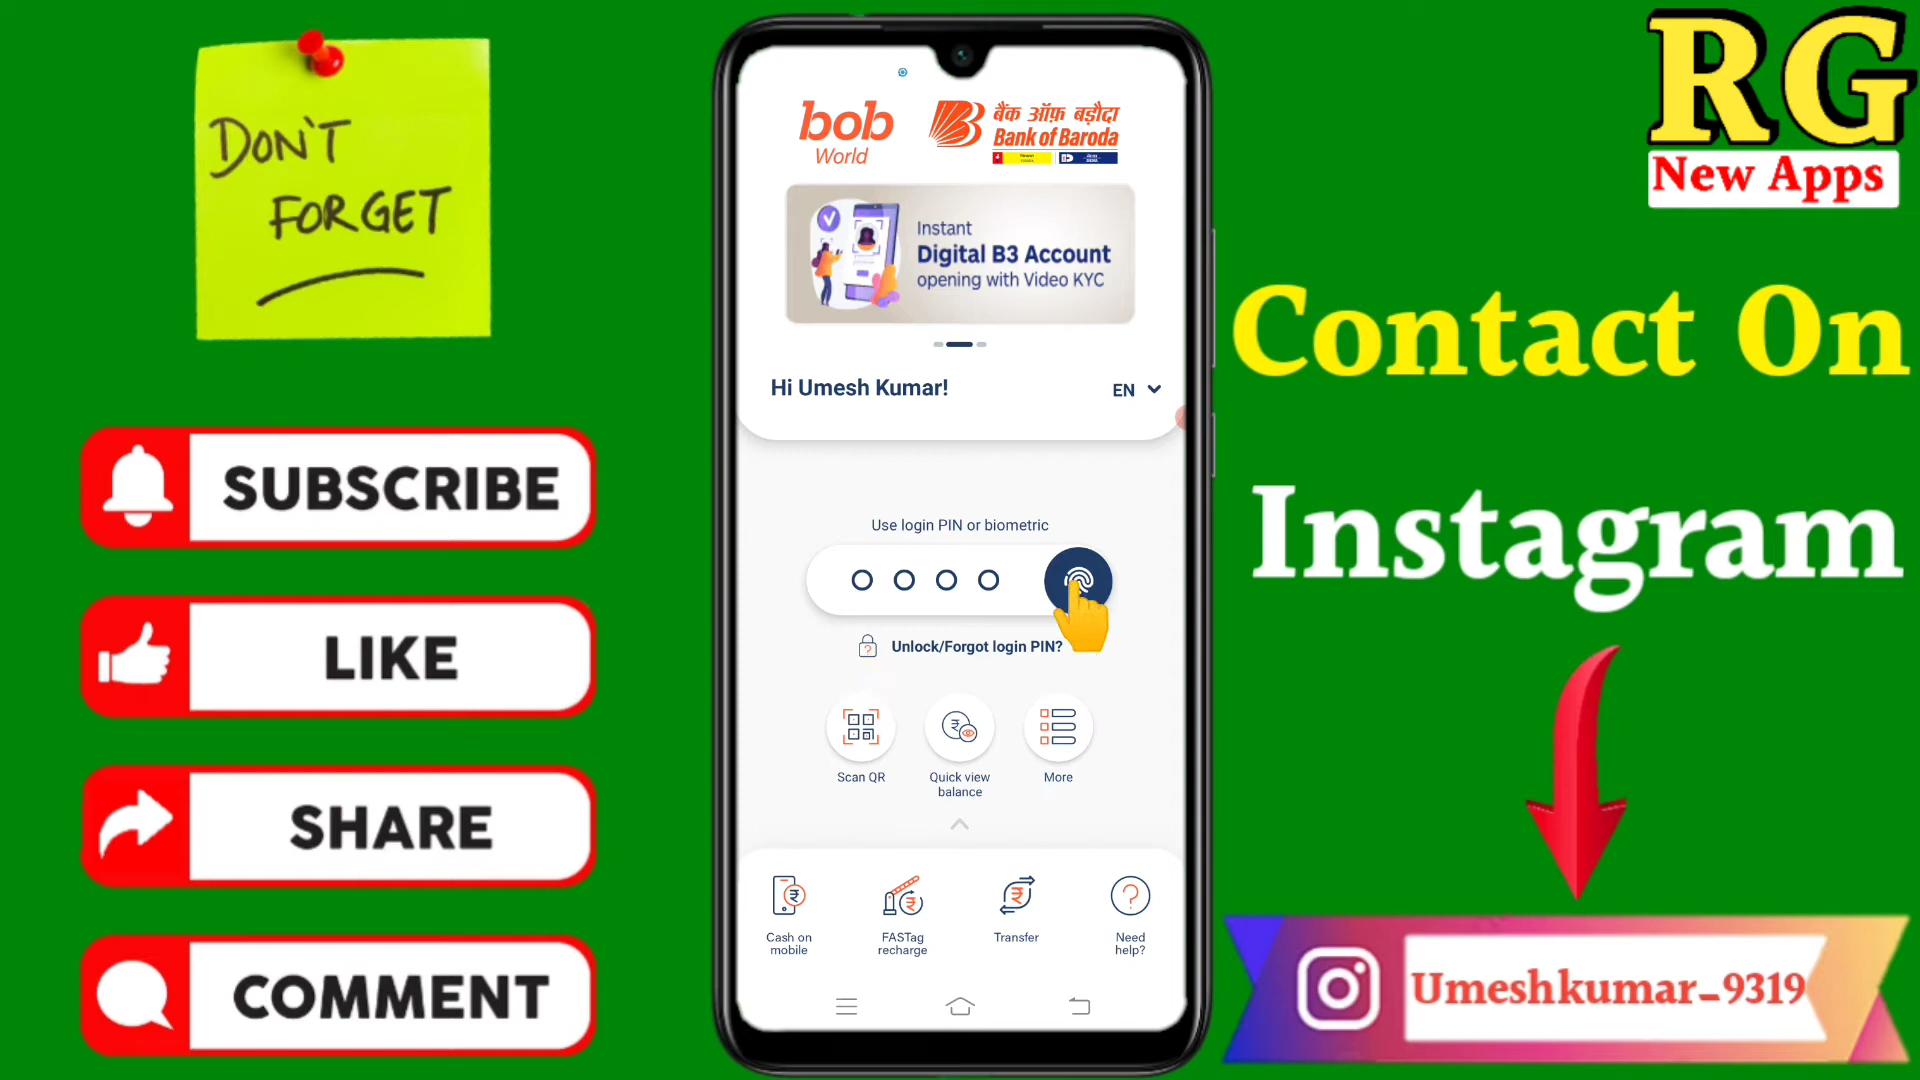 DON'T
FORGET
SUBSCRIBE
LIKE
SHARE
COMMENT
bob
World
बैंक ऑफ़ बड़ौदा
Bank of Baroda
Instant
Digital B3 Account
opening with Video KYC
Hi Umesh Kumar!
EN
Use login PIN or biometric
Unlock/Forgot login PIN?
Scan QR
Quick view
balance
More
Cash on
mobile
FASTag
recharge
Transfer
Need
help?
RG
New Apps
Contact On
Instagram
Umeshkumar-9319